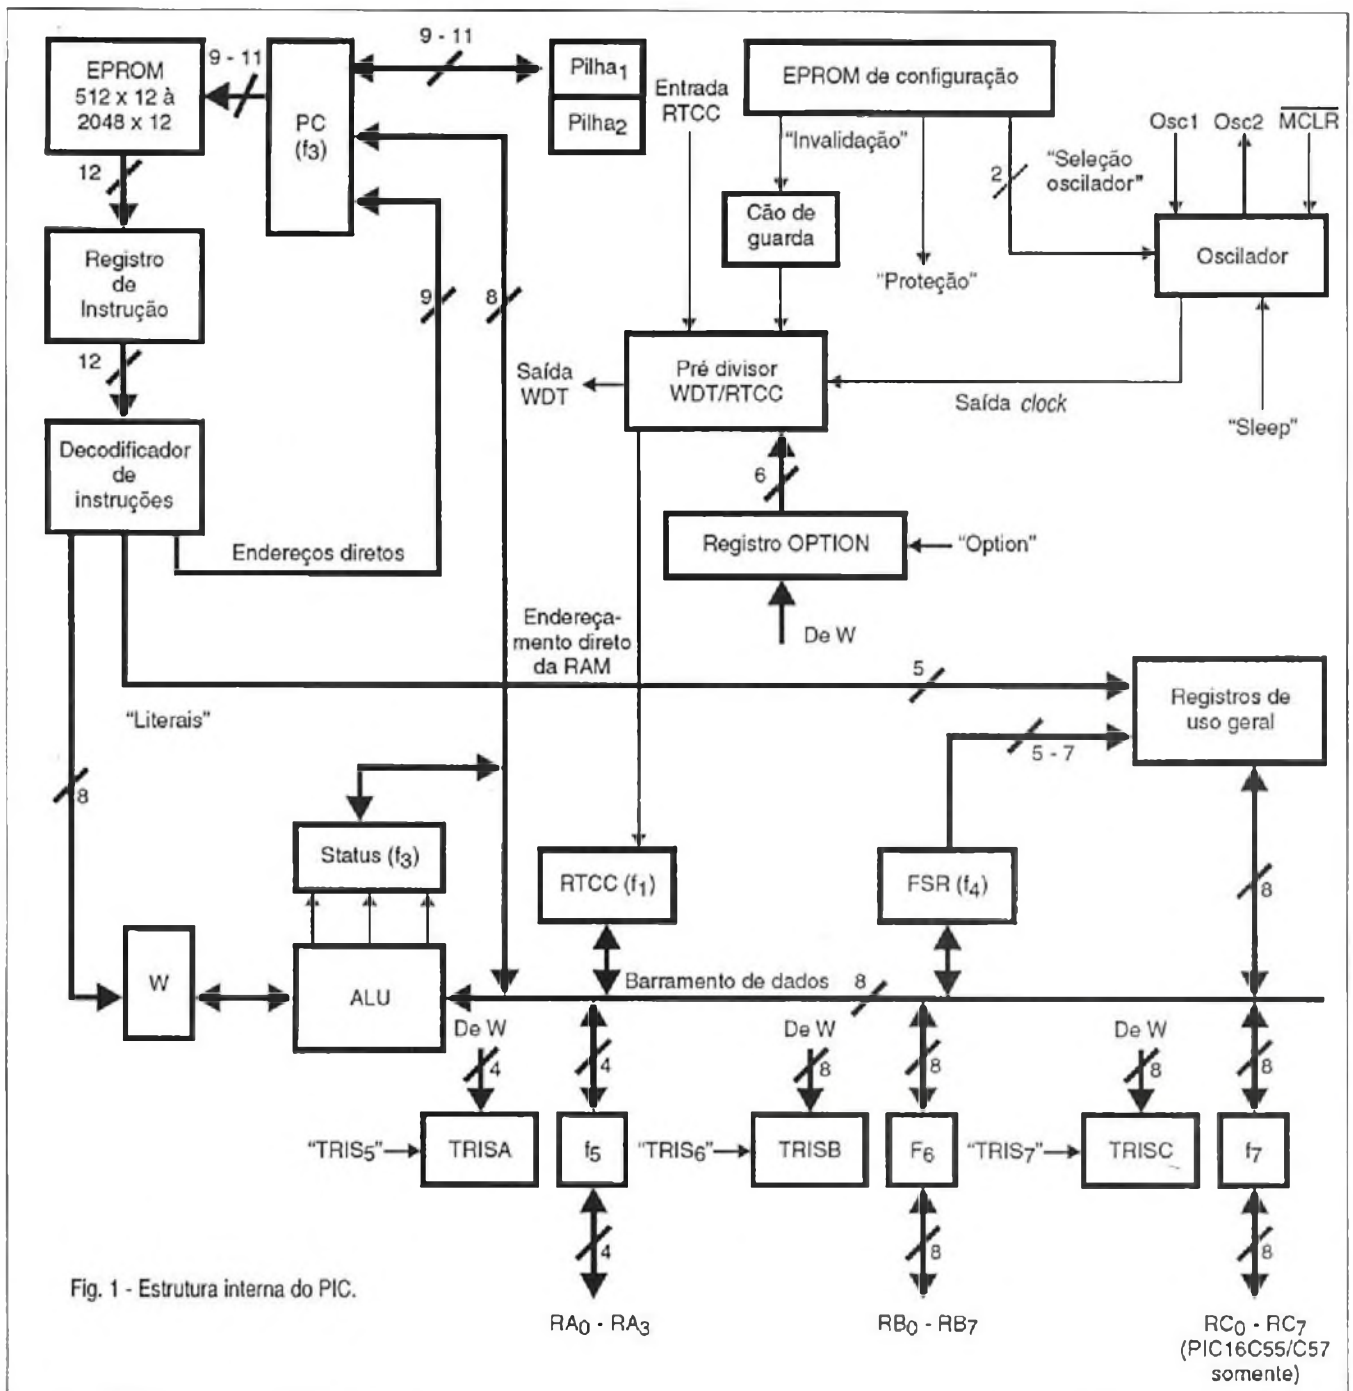 EPROM
512 x 12 à
2048 x 12
9 - 11
PC
(f3)
9 - 11
Pilha1
Pilha2
Entrada
RTCC
EPROM de configuração
"Invalidação"
"Proteção"
2
"Seleção
oscilador"
Osc1 Osc2 MCLR
Oscilador
"Sleep"
Cão de
guarda
12
Registro
de
Instrução
12
Decodificador
de
instruções
9
8
Endereços diretos
Saída
WDT
Pré divisor
WDT/RTCC
Saída clock
6
Registro OPTION
"Option"
De W
Endereça-
mento direto
da RAM
5
Registros de
uso geral
5 - 7
"Literais"
8
Status (f3)
RTCC (f1)
FSR (f4)
8
W
ALU
Barramento de dados
8
De W
4
4
De W
8
8
De W
8
8
"TRIS5"
TRISA
f5
"TRIS6"
TRISB
F6
"TRIS7"
TRISC
f7
4
8
8
Fig. 1 - Estrutura interna do PIC.
RA0 - RA3
RB0 - RB7
RC0 - RC7
(PIC16C55/C57
somente)